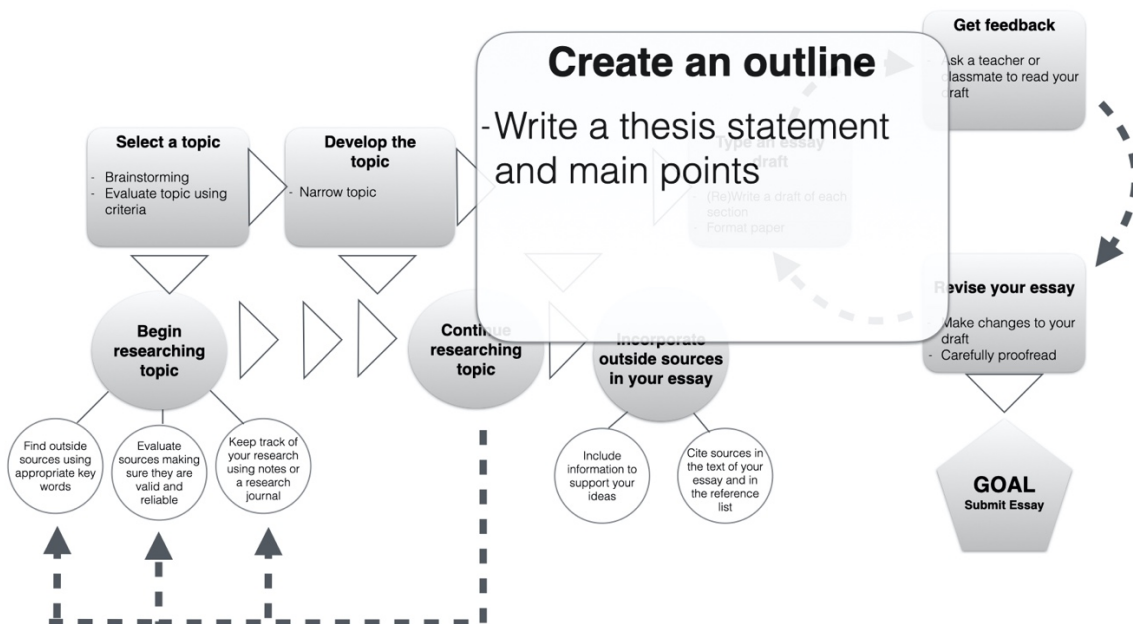 Get feedback
- Ask a teacher or
classmate to read your
draft
Create an outline
-Write a thesis statement
and main points
Select a topic
- Brainstorming
- Evaluate topic using
criteria
Develop the
topic
- Narrow topic
Type an essay
draft
- (Re)Write a draft of each
section
- Format paper
Revise your essay
- Make changes to your
draft
- Carefully proofread
Begin
researching
topic
Continue
researching
topic
Incorporate
outside sources
in your essay
Find outside
sources using
appropriate key
words
Evaluate
sources making
sure they are
valid and
reliable
Keep track of
your research
using notes or
a research
journal
Include
information to
support your
ideas
Cite sources in
the text of your
essay and in
the reference
list
GOAL
Submit Essay